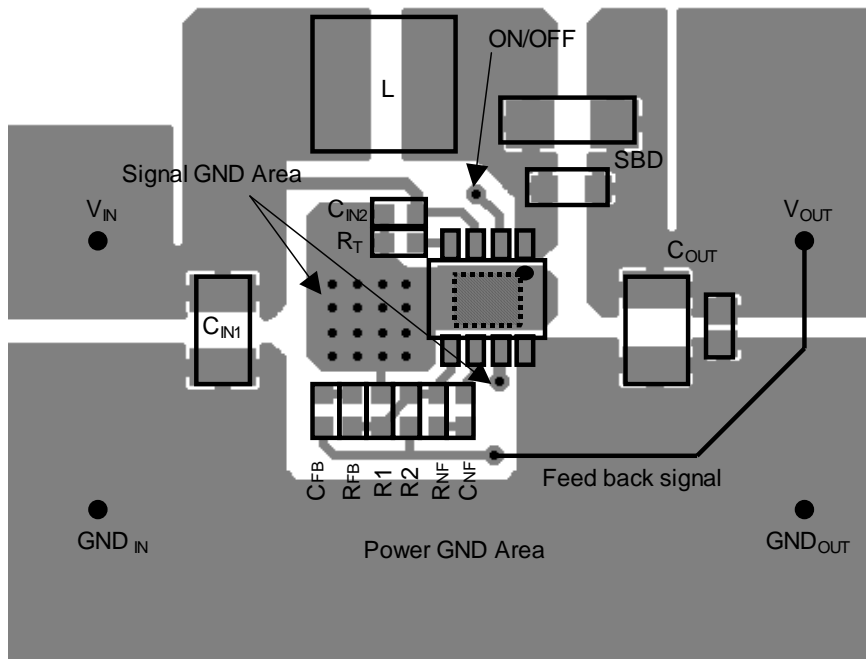 ON/OFF
L
SBD
Signal GND Area
CIN2
VIN
VOUT
RT
COUT
CIN1
CFB
RFB
R1
R2
RNF
CNF
Feed back signal
GND IN
GNDOUT
Power GND Area